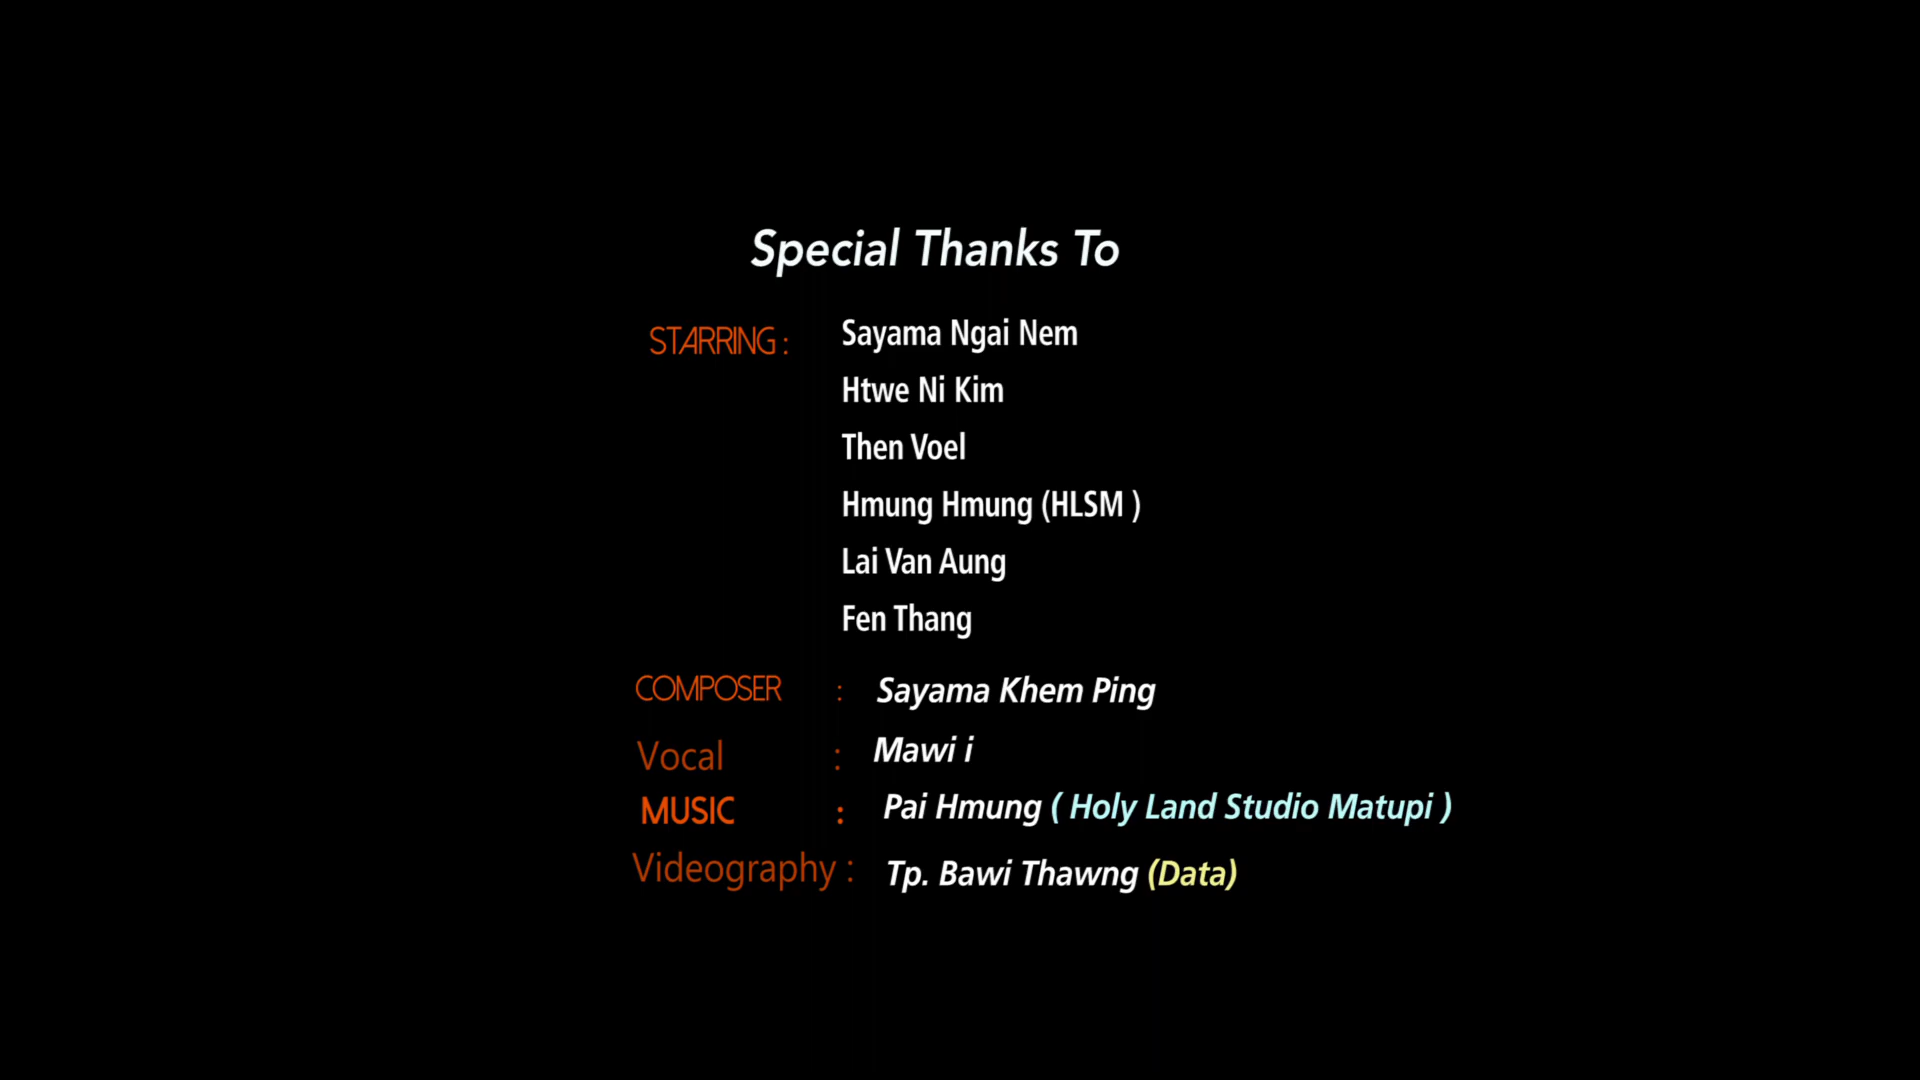 Special Thanks To
STARRING : Sayama Ngai Nem
Htwe Ni Kim
Then Voel
Hmung Hmung (HLSM )
Lai Van Aung
Fen Thang
COMPOSER : Sayama Khem Ping
Vocal : Mawi i
MUSIC : Pai Hmung ( Holy Land Studio Matupi )
Videography : Tp. Bawi Thawng (Data)